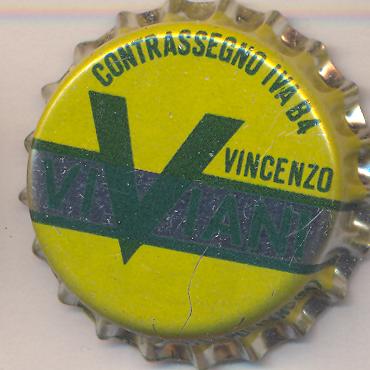 CONTRASSEGNO IVA 84
VINCENZO
VIVIANI